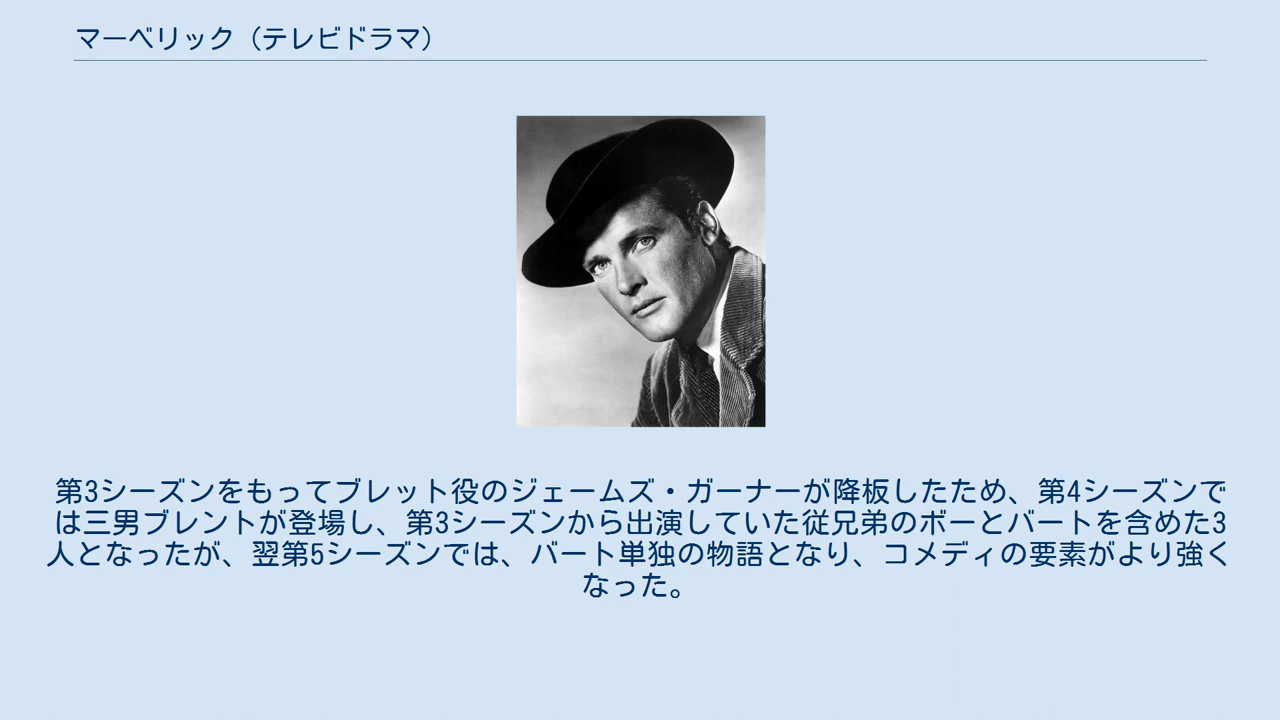 マーベリック（テレビドラマ）
第3シーズンをもってブレット役のジェームズ・ガーナーが降板したため、第4シーズンで
は三男ブレントが登場し、第3シーズンから出演していた従兄弟のボーとバートを含めた3
人となったが、翌第5シーズンでは、バート単独の物語となり、コメディの要素がより強く
なった。